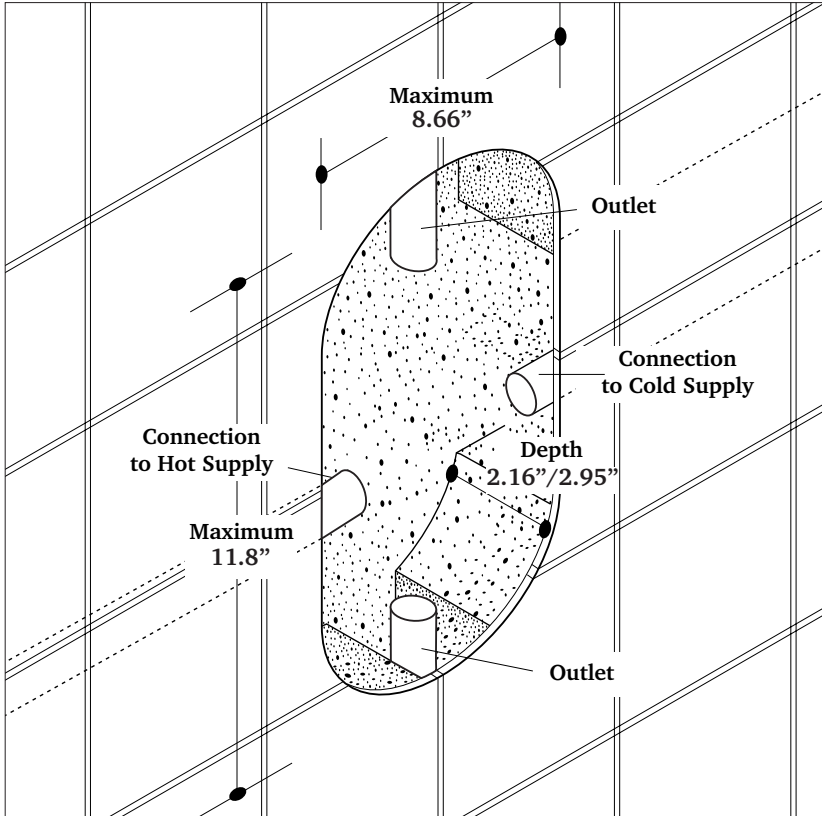 Maximum
8.66”
Outlet
Connection
to Cold Supply
Connection
to Hot Supply
Depth
2.16”/2.95”
Maximum
11.8”
Outlet